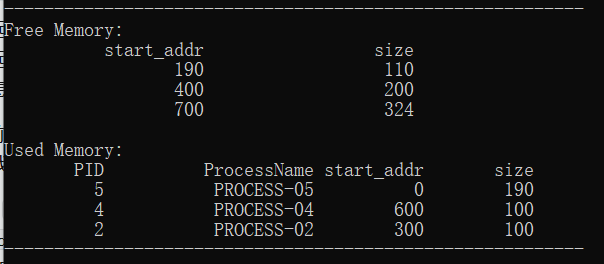 ----------------------------------------------------------
Free Memory:
start_addr size
190 110
400 200
700 324
Used Memory:
PID ProcessName start_addr size
5 PROCESS-05 0 190
4 PROCESS-04 600 100
2 PROCESS-02 300 100
----------------------------------------------------------